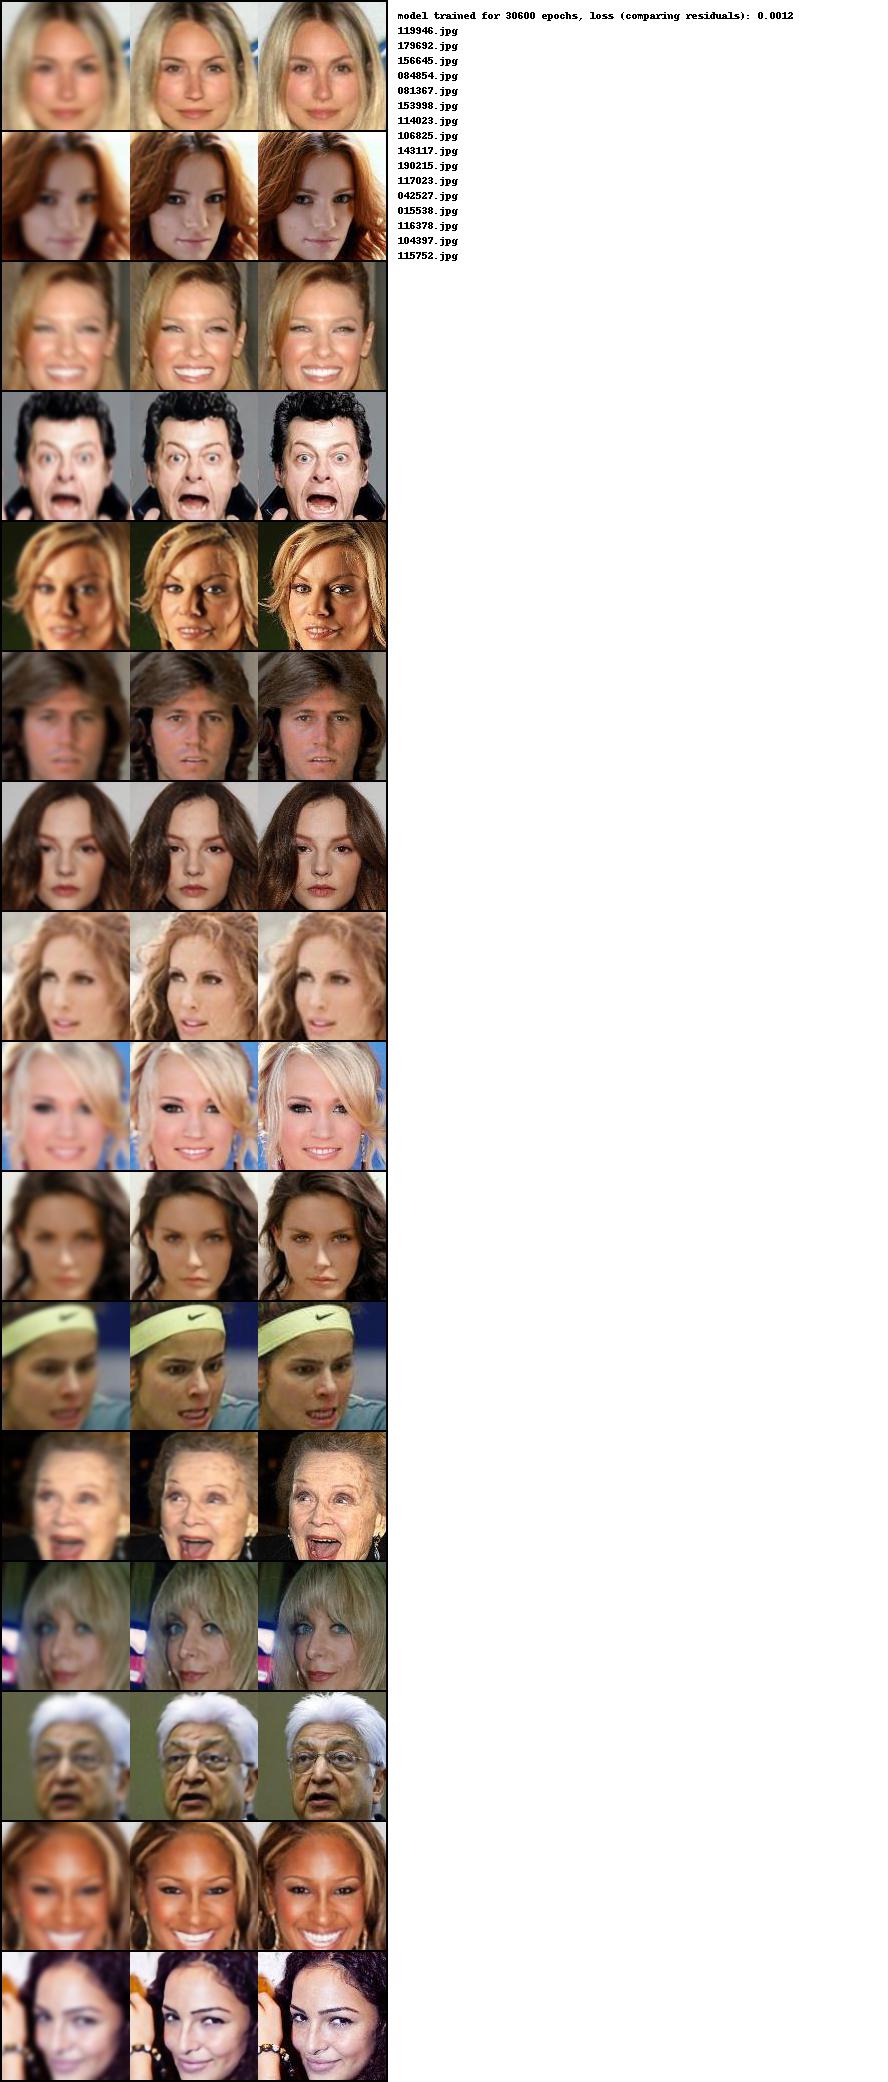 model trained for 30600 epochs, loss (comparing residuals): 0.0012
119946.jpg
179692.jpg
156645.jpg
084854.jpg
081367.jpg
153998.jpg
114023.jpg
106825.jpg
143117.jpg
190215.jpg
117023.jpg
042527.jpg
015538.jpg
116378.jpg
104397.jpg
115752.jpg